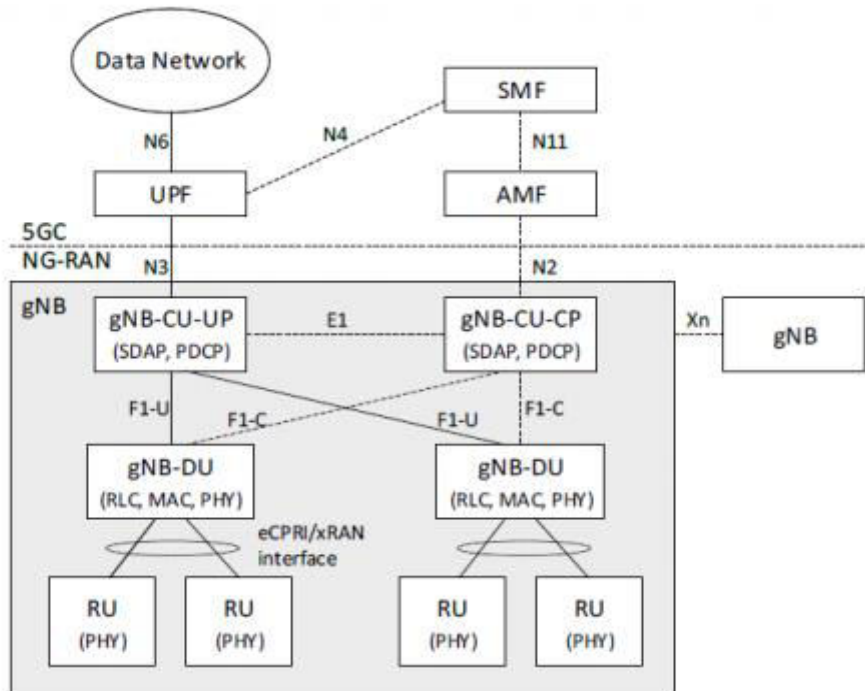 Data Network
SMF
N6
N4
N11
UPF
AMF
5GC
NG-RAN
N3
N2
gNB
gNB-CU-UP
(SDAP, PDCP)
E1
gNB-CU-CP
(SDAP, PDCP)
Xn
gNB
F1-U
F1-C
F1-U
F1-C
gNB-DU
(RLC, MAC, PHY)
gNB-DU
(RLC, MAC, PHY)
eCPRI/xRAN
interface
RU
(PHY)
RU
(PHY)
RU
(PHY)
RU
(PHY)